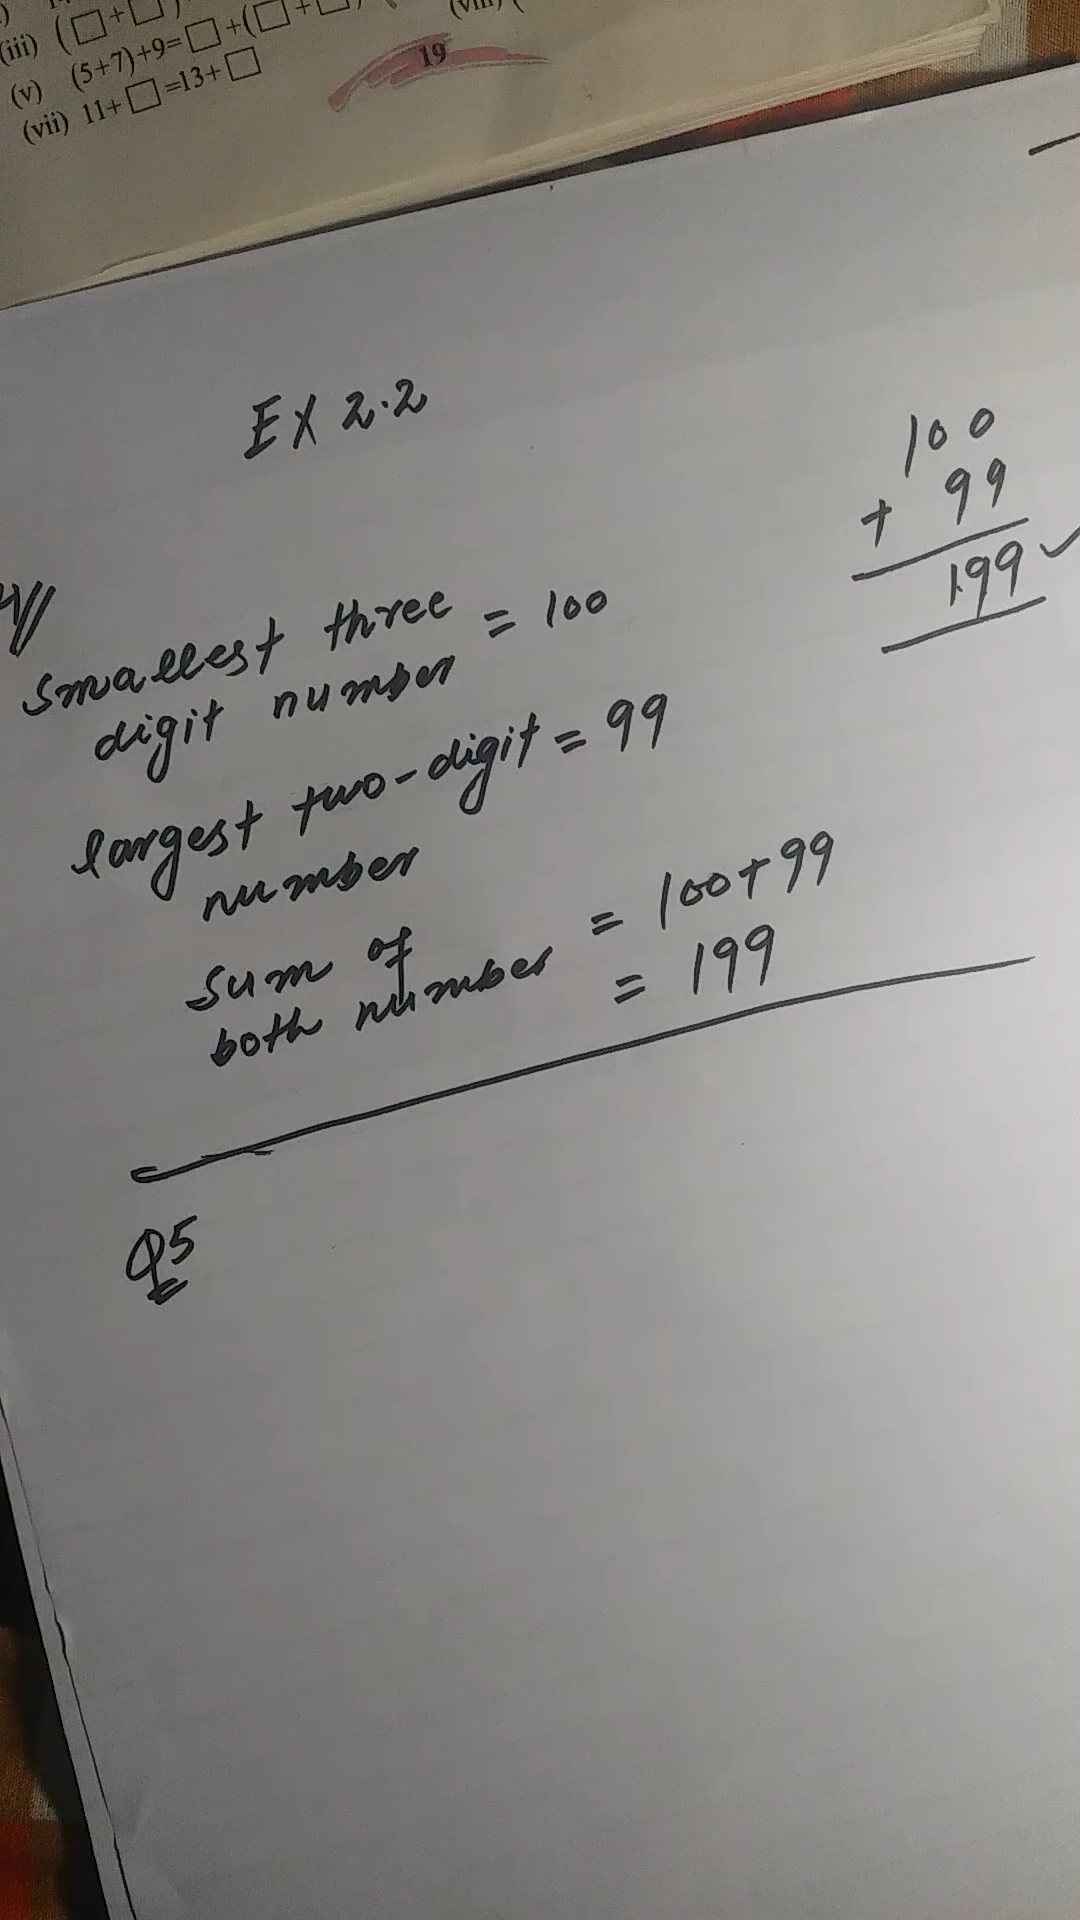 (iii) (□+□)
(v) (5+7)+9=□+(□+□)
(vii) 11+□=13+□
(viii) (
19
EX 2.2
100
+ 99
199 ✓
smallest three
digit number = 100
largest two-digit = 99
number
sum of
both number = 100+99
= 199
Q5